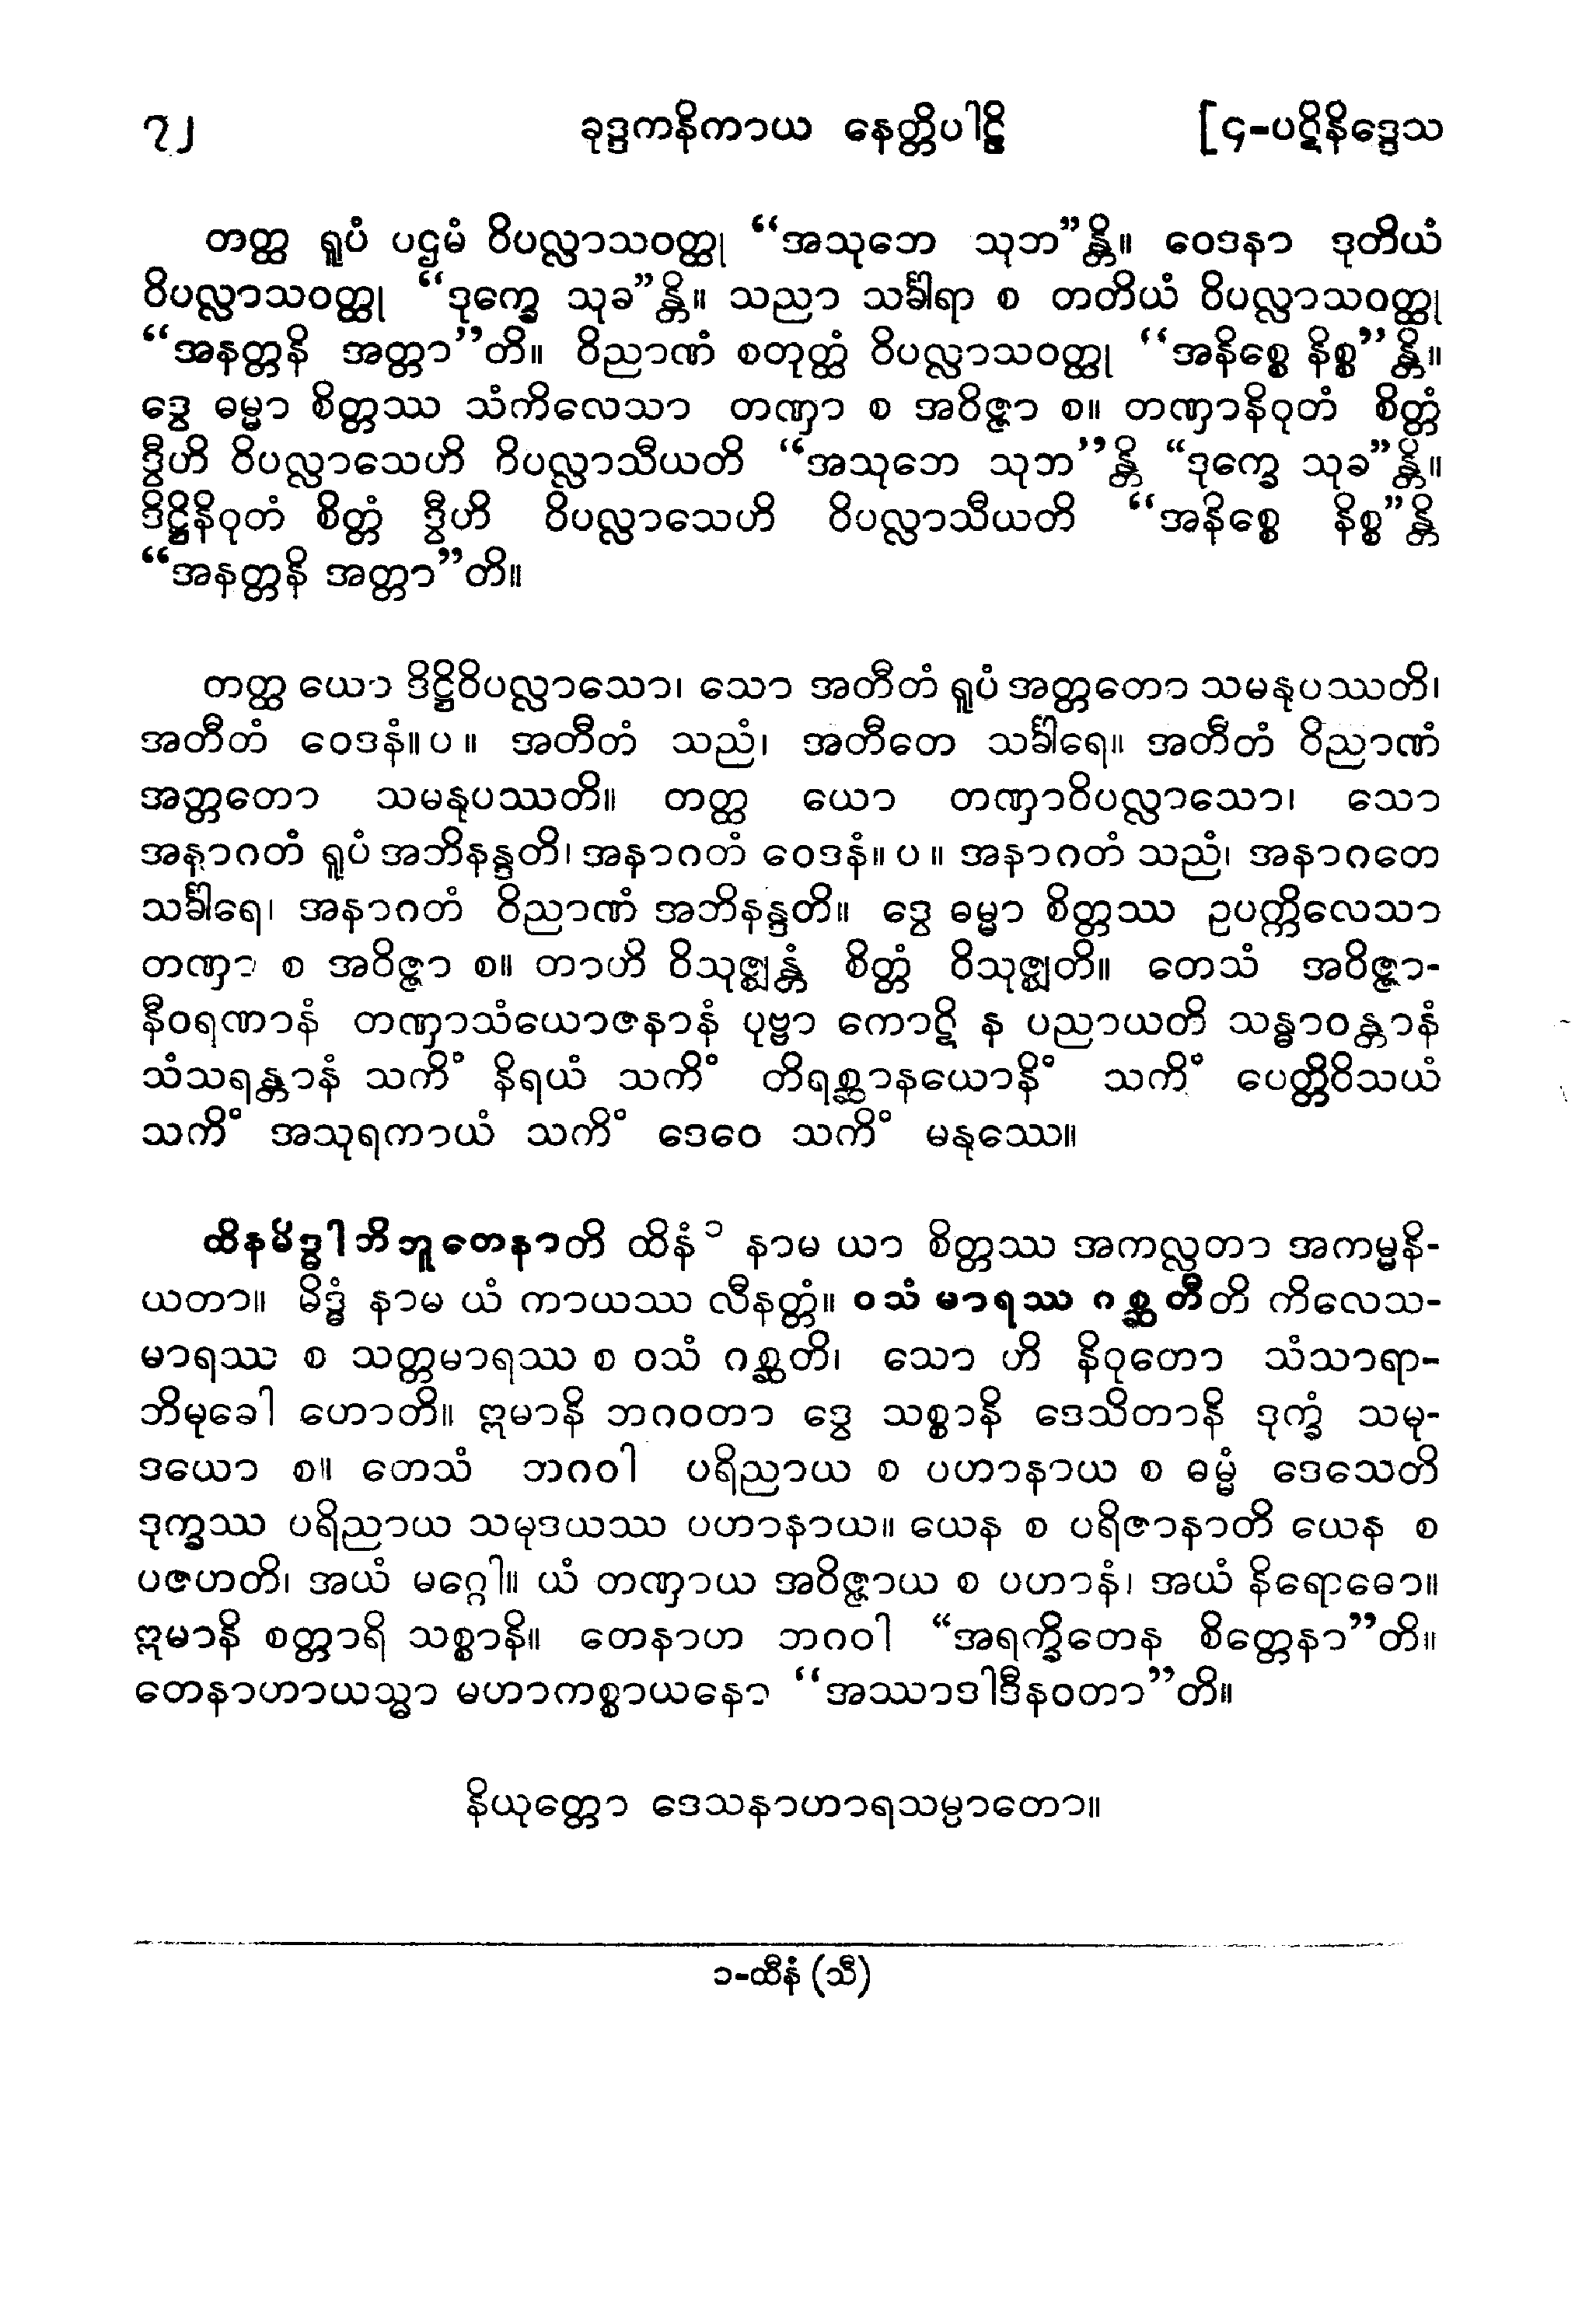 ၇၂ ခုဒ္ဒကနိကာယ နေတ္တိပါဠိ [၄-ပဋိနိဒ္ဒေသ
တတ္ထ ရူပံ ပဌမံ ဝိပလ္လာသဝတ္ထု “အသုဘေ သုဘ”န္တိ။ ဝေဒနာ ဒုတိယံ
ဝိပလ္လာသဝတ္ထု “ဒုက္ခေ သုခ”န္တိ။ သညာ သင်္ခါရာ စ တတိယံ ဝိပလ္လာသဝတ္ထု
“အနတ္တနိ အတ္တာ”တိ။ ဝိညာဏံ စတုတ္ထံ ဝိပလ္လာသဝတ္ထု “အနိစ္စေ နိစ္စ”န္တိ။
ဒွေ ဓမ္မာ စိတ္တဿ သံကိလေသာ တဏှာ စ အဝိဇ္ဇာ စ။ တဏှာနိဝုတံ စိတ္တံ
ဒွီဟိ ဝိပလ္လာသေဟိ ဝိပလ္လာသီယတိ “အသုဘေ သုဘ”န္တိ “ဒုက္ခေ သုခ”န္တိ။
ဒိဋ္ဌိနိဝုတံ စိတ္တံ ဒွီဟိ ဝိပလ္လာသေဟိ ဝိပလ္လာသီယတိ “အနိစ္စေ နိစ္စ”န္တိ
“အနတ္တနိ အတ္တာ”တိ။
တတ္ထ ယော ဒိဋ္ဌိဝိပလ္လာသော၊ သော အတီတံ ရူပံ အတ္တတော သမနုပဿတိ၊
အတီတံ ဝေဒနံ။ပ။ အတီတံ သညံ၊ အတီတေ သင်္ခါရေ။ အတီတံ ဝိညာဏံ
အတ္တတော သမနုပဿတိ။ တတ္ထ ယော တဏှာဝိပလ္လာသော၊ သော
အနာဂတံ ရူပံ အဘိနန္ဒတိ၊ အနာဂတံ ဝေဒနံ။ပ။ အနာဂတံ သညံ၊ အနာဂတေ
သင်္ခါရေ၊ အနာဂတံ ဝိညာဏံ အဘိနန္ဒတိ။ ဒွေ ဓမ္မာ စိတ္တဿ ဥပက္ကိလေသာ
တဏှာ စ အဝိဇ္ဇာ စ။ တာဟိ ဝိသုဇ္ဈန္တံ စိတ္တံ ဝိသုဇ္ဈတိ။ တေသံ အဝိဇ္ဇာ-
နီဝရဏာနံ တဏှာသံယောဇနာနံ ပုဗ္ဗာ ကောဋိ န ပညာယတိ သန္ဓာဝန္တာနံ
သံသရန္တာနံ သကိံ နိရယံ သကိံ တိရစ္ဆာနယောနိံ သကိံ ပေတ္တိဝိသယံ
သကိံ အသုရကာယံ သကိံ ဒေဝေ သကိံ မနုဿေ။
ထိနမိဒ္ဓါဘိဘူတေနာတိ ထိနံ၁ နာမ ယာ စိတ္တဿ အကလ္လတာ အကမ္မနိ-
ယတာ။ မိဒ္ဓံ နာမ ယံ ကာယဿ လီနတ္တံ။ ဝသံ မာရဿ ဂစ္ဆတီတိ ကိလေသ-
မာရဿ စ သတ္တမာရဿ စ ဝသံ ဂစ္ဆတိ၊ သော ဟိ နိဝုတော သံသာရာ-
ဘိမုခေါ ဟောတိ။ ဣမာနိ ဘဂဝတာ ဒွေ သစ္စာနိ ဒေသိတာနိ ဒုက္ခံ သမု-
ဒယော စ။ တေသံ ဘဂဝါ ပရိညာယ စ ပဟာနာယ စ ဓမ္မံ ဒေသေတိ
ဒုက္ခဿ ပရိညာယ သမုဒယဿ ပဟာနာယ။ ယေန စ ပရိဇာနာတိ ယေန စ
ပဇဟတိ၊ အယံ မဂ္ဂေါ။ ယံ တဏှာယ အဝိဇ္ဇာယ စ ပဟာနံ၊ အယံ နိရောဓော။
ဣမာနိ စတ္တာရိ သစ္စာနိ။ တေနာဟ ဘဂဝါ “အရက္ခိတေန စိတ္တေနာ”တိ။
တေနာဟာယသ္မာ မဟာကစ္စာယနော “အဿာဒါဒီနဝတာ”တိ။
နိယုတ္တော ဒေသနာဟာရသမ္ပာတော။
၁-ထီနံ (သီ)